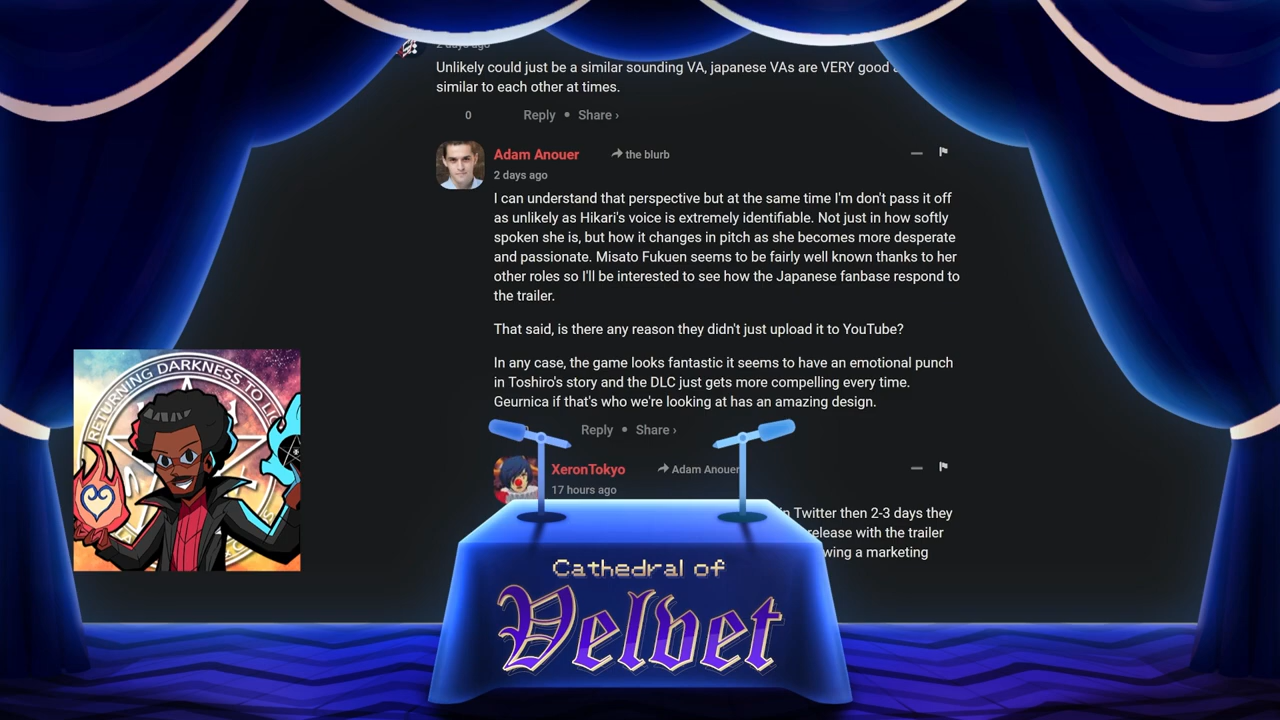 2 days ago
Unlikely could just be a similar sounding VA, japanese VAs are VERY good
similar to each other at times.
0
Reply • Share ›
Adam Anouer
the blurb
2 days ago
I can understand that perspective but at the same time I'm don't pass it off
as unlikely as Hikari's voice is extremely identifiable. Not just in how softly
spoken she is, but how it changes in pitch as she becomes more desperate
and passionate. Misato Fukuen seems to be fairly well known thanks to her
other roles so I'll be interested to see how the Japanese fanbase respond to
the trailer.
That said, is there any reason they didn't just upload it to YouTube?
In any case, the game looks fantastic it seems to have an emotional punch
in Toshiro's story and the DLC just gets more compelling every time.
Geurnica if that's who we're looking at has an amazing design.
Reply • Share ›
XeronTokyo
Adam Anouer
17 hours ago
in Twitter then 2-3 days they
release with the trailer
a marketing
RETURNING DARKNESS TO
Cathedral of
Velvet